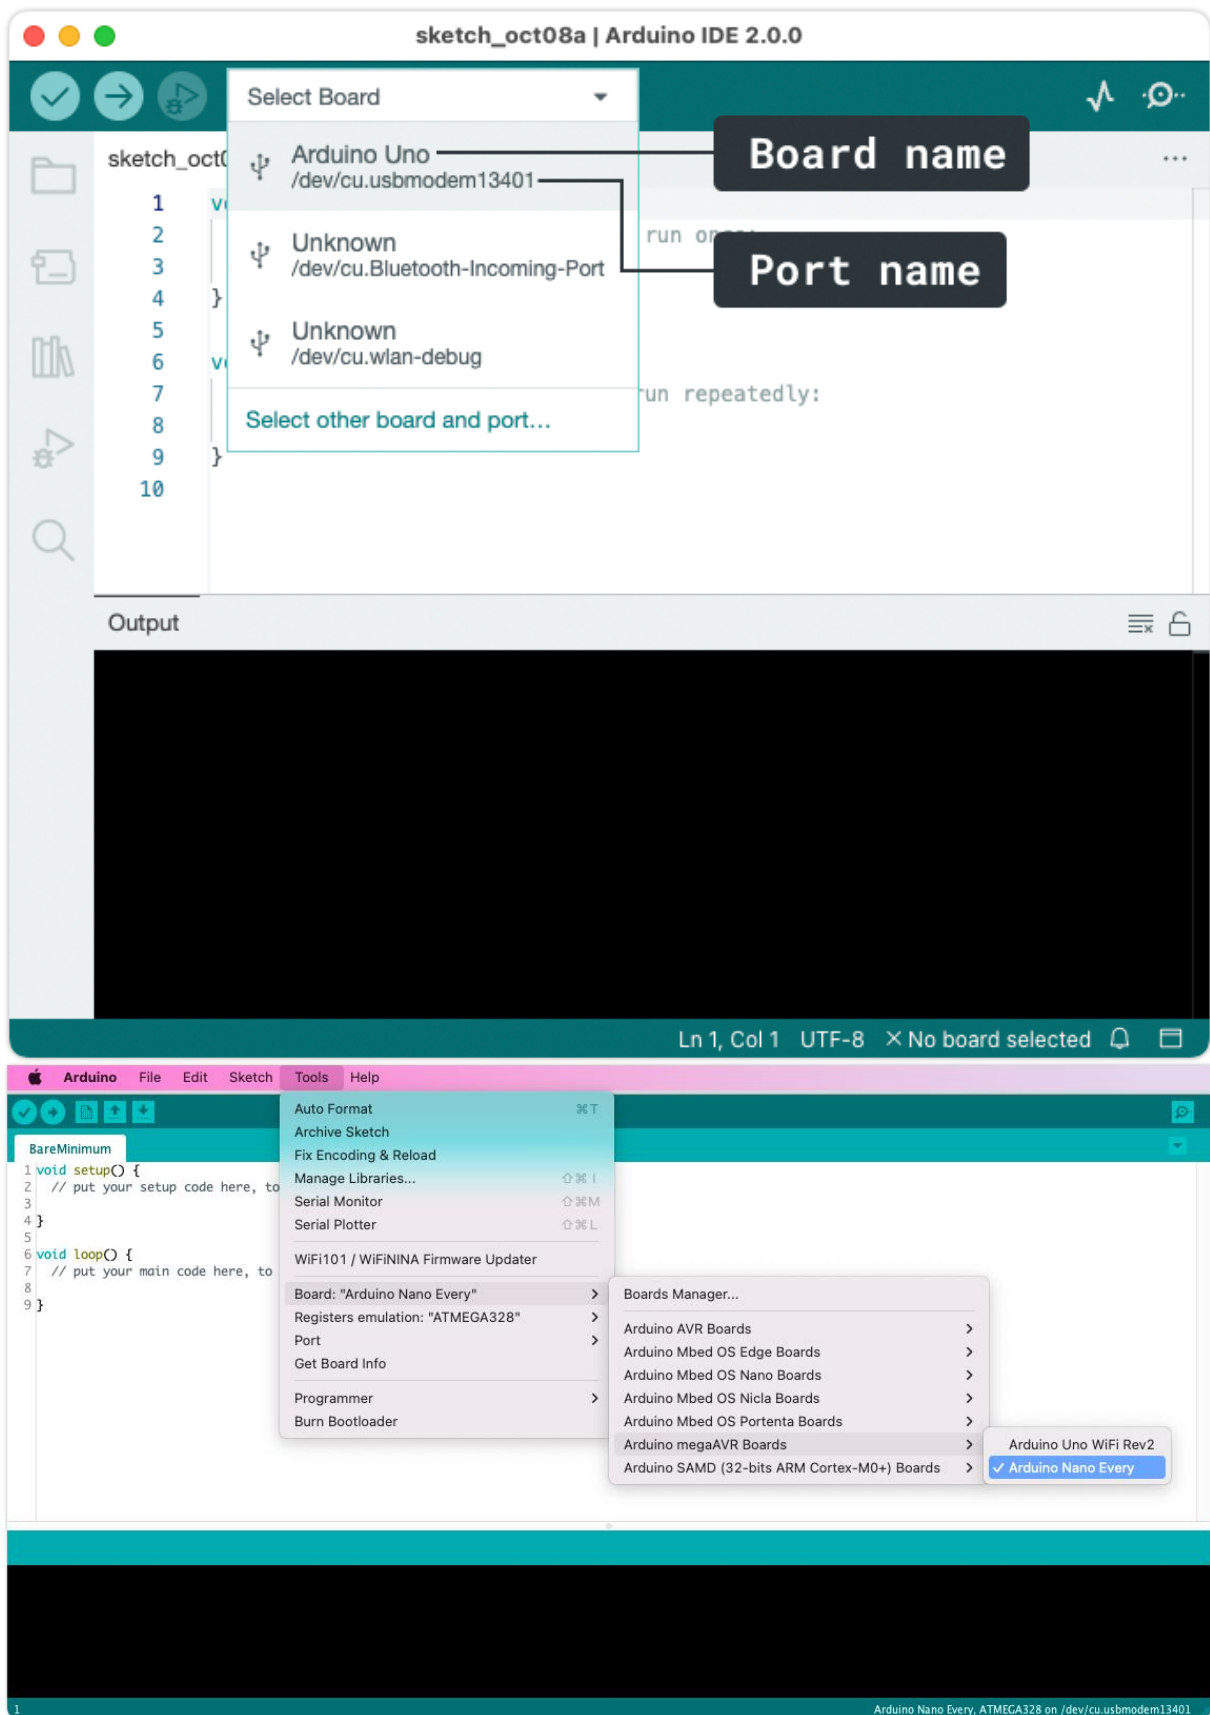 sketch_oct08a | Arduino IDE 2.0.0
Select Board
sketch_oct
Arduino Uno
/dev/cu.usbmodem13401
Board name
Port name
Unknown
/dev/cu.Bluetooth-Incoming-Port
Unknown
/dev/cu.wlan-debug
Select other board and port...
1 v
2 run once:
3
4 }
5
6 v
7 run repeatedly:
8
9 }
10
Output
Ln 1, Col 1 UTF-8 × No board selected
Arduino File Edit Sketch Tools Help
Auto Format ⌘T
Archive Sketch
Fix Encoding & Reload
Manage Libraries... ⇧⌘I
Serial Monitor ⇧⌘M
Serial Plotter ⇧⌘L
WiFi101 / WiFiNINA Firmware Updater
Board: "Arduino Nano Every"
Registers emulation: "ATMEGA328"
Port
Get Board Info
Programmer
Burn Bootloader
Boards Manager...
Arduino AVR Boards
Arduino Mbed OS Edge Boards
Arduino Mbed OS Nano Boards
Arduino Mbed OS Nicla Boards
Arduino Mbed OS Portenta Boards
Arduino megaAVR Boards
Arduino SAMD (32-bits ARM Cortex-M0+) Boards
Arduino Uno WiFi Rev2
✓ Arduino Nano Every
BareMinimum
1 void setup() {
2 // put your setup code here, to
3
4 }
5
6 void loop() {
7 // put your main code here, to
8
9 }
1
Arduino Nano Every, ATMEGA328 on /dev/cu.usbmodem13401